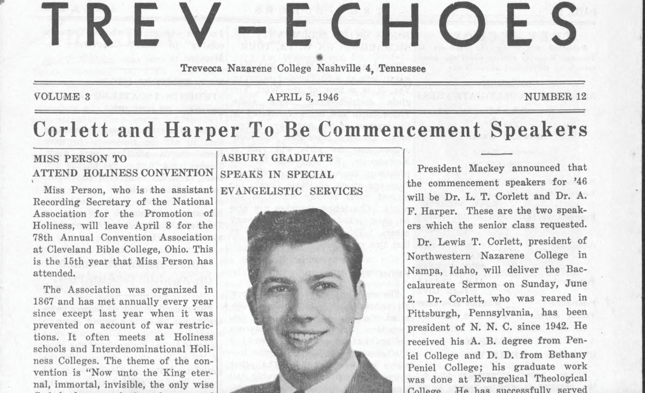 TREV-ECHOES
Trevecca Nazarene College Nashville 4, Tennessee
VOLUME 3 APRIL 5, 1946 NUMBER 12
Corlett and Harper To Be Commencement Speakers
MISS PERSON TO
ATTEND HOLINESS CONVENTION
Miss Person, who is the assistant
Recording Secretary of the National
Association for the Promotion of
Holiness, will leave April 8 for the
78th Annual Convention Association
at Cleveland Bible College, Ohio. This
is the 15th year that Miss Person has
attended.
The Association was organized in
1867 and has met annually every year
since except last year when it was
prevented on account of war restric-
tions. It often meets at Holiness
schools and Interdenominational Holi-
ness Colleges. The theme of the con-
vention is "Now unto the King eter-
nal, immortal, invisible, the only wise
ASBURY GRADUATE
SPEAKS IN SPECIAL
EVANGELISTIC SERVICES
President Mackey announced that
the commencement speakers for '46
will be Dr. L. T. Corlett and Dr. A.
F. Harper. These are the two speak-
ers which the senior class requested.
Dr. Lewis T. Corlett, president of
Northwestern Nazarene College in
Nampa, Idaho, will deliver the Bac-
calaureate Sermon on Sunday, June
2. Dr. Corlett, who was reared in
Pittsburg, Pennsylvania, has been
president of N. N. C. since 1942. He
received his A. B. degree from Pen-
iel College and D. D. from Bethany
Peniel College; his graduate work
was done at Evangelical Theological
College. He has successfully served